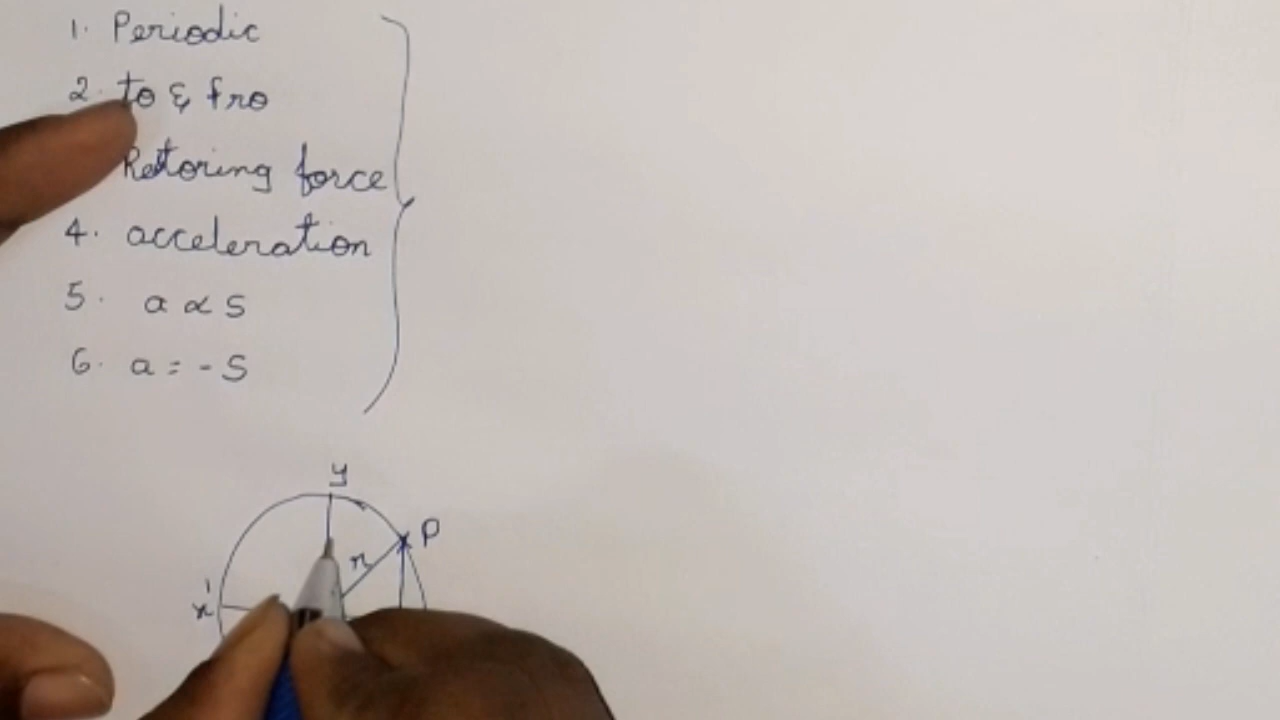 1. Periodic
2. to & fro
Restoring force
4. acceleration
5. a ∝ S
6. a = - S
y
P
r
x'